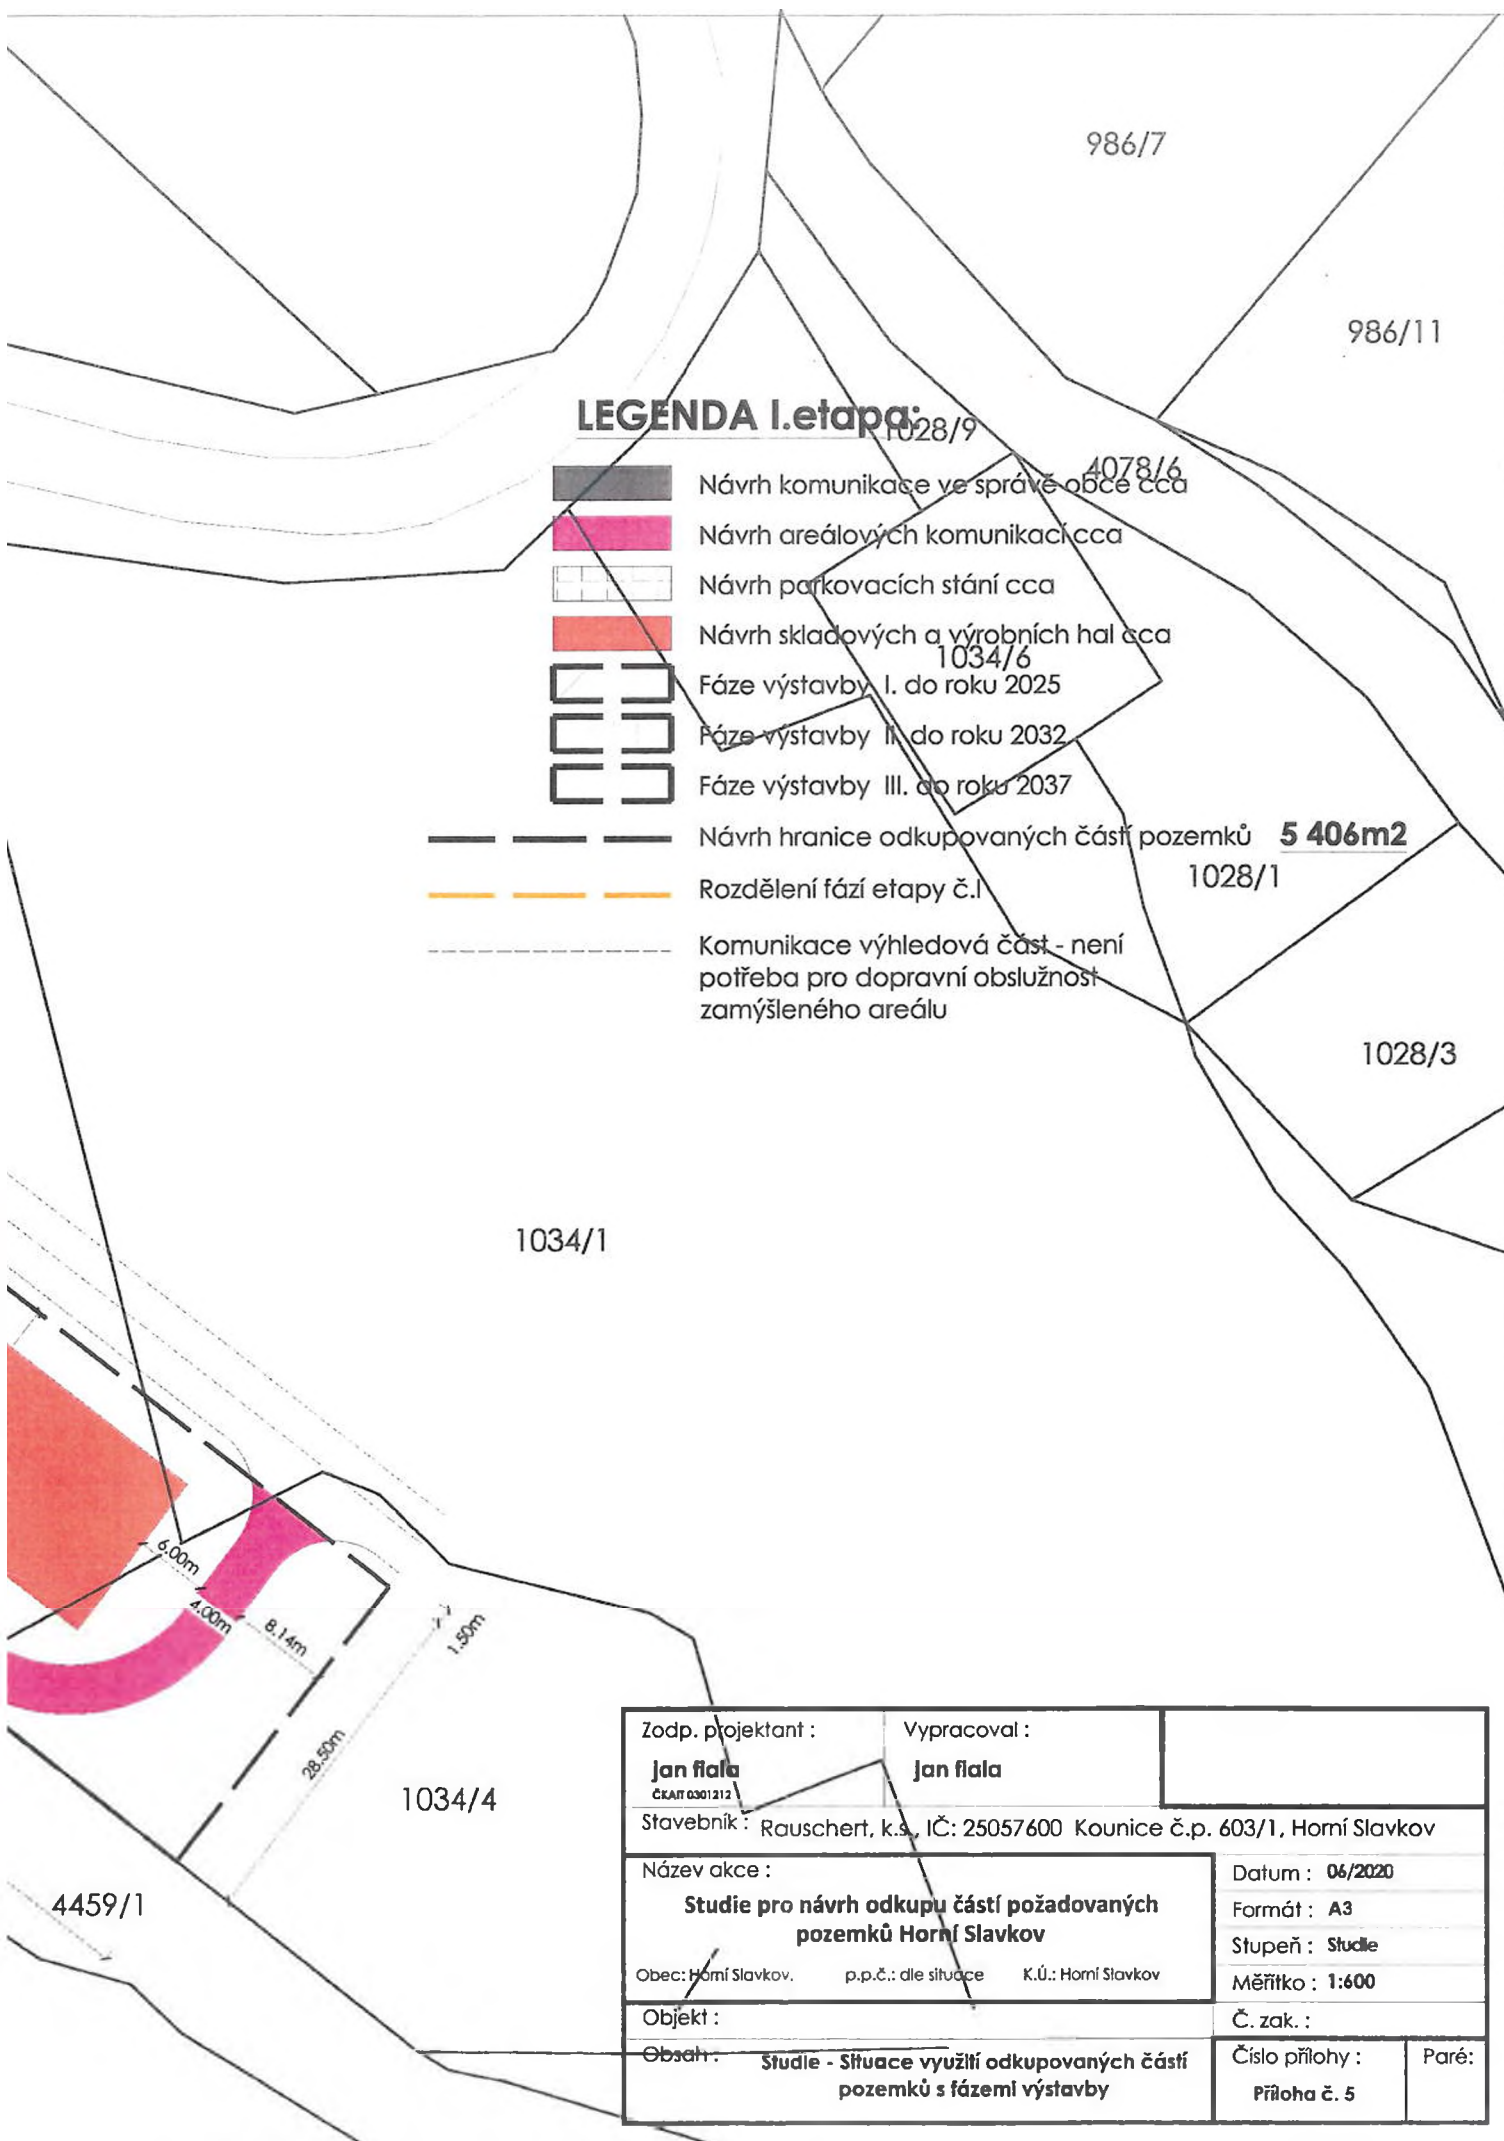 986/7
986/11
LEGENDA I.etapa:
1028/9
4078/6
Návrh komunikace ve správě obce cca
Návrh areálových komunikací cca
Návrh parkovacích stání cca
Návrh skladových a výrobních hal cca
1034/6
Fáze výstavby I. do roku 2025
Fáze výstavby II. do roku 2032
Fáze výstavby III. do roku 2037
Návrh hranice odkupovaných částí pozemků 5 406m2
1028/1
Rozdělení fází etapy č.I
Komunikace výhledová část - není
potřeba pro dopravní obslužnost
zamýšleného areálu
1028/3
1034/1
6.00m
4.00m
8.14m
1.50m
28.50m
1034/4
4459/1
Zodp. projektant :
Vypracoval :
jan fiala
jan fiala
ČKAIT 0301212
Stavebník : Rauschert, k.s., IČ: 25057600 Kounice č.p. 603/1, Horní Slavkov
Název akce :
Studie pro návrh odkupu částí požadovaných
pozemků Horní Slavkov
Obec: Horní Slavkov. p.p.č.: dle situace K.Ú.: Horní Slavkov
Datum : 06/2020
Formát : A3
Stupeň : Studie
Měřítko : 1:600
Objekt :
Č. zak. :
Obsah : Studie - Situace využití odkupovaných částí
pozemků s fázemi výstavby
Číslo přílohy :
Příloha č. 5
Paré: